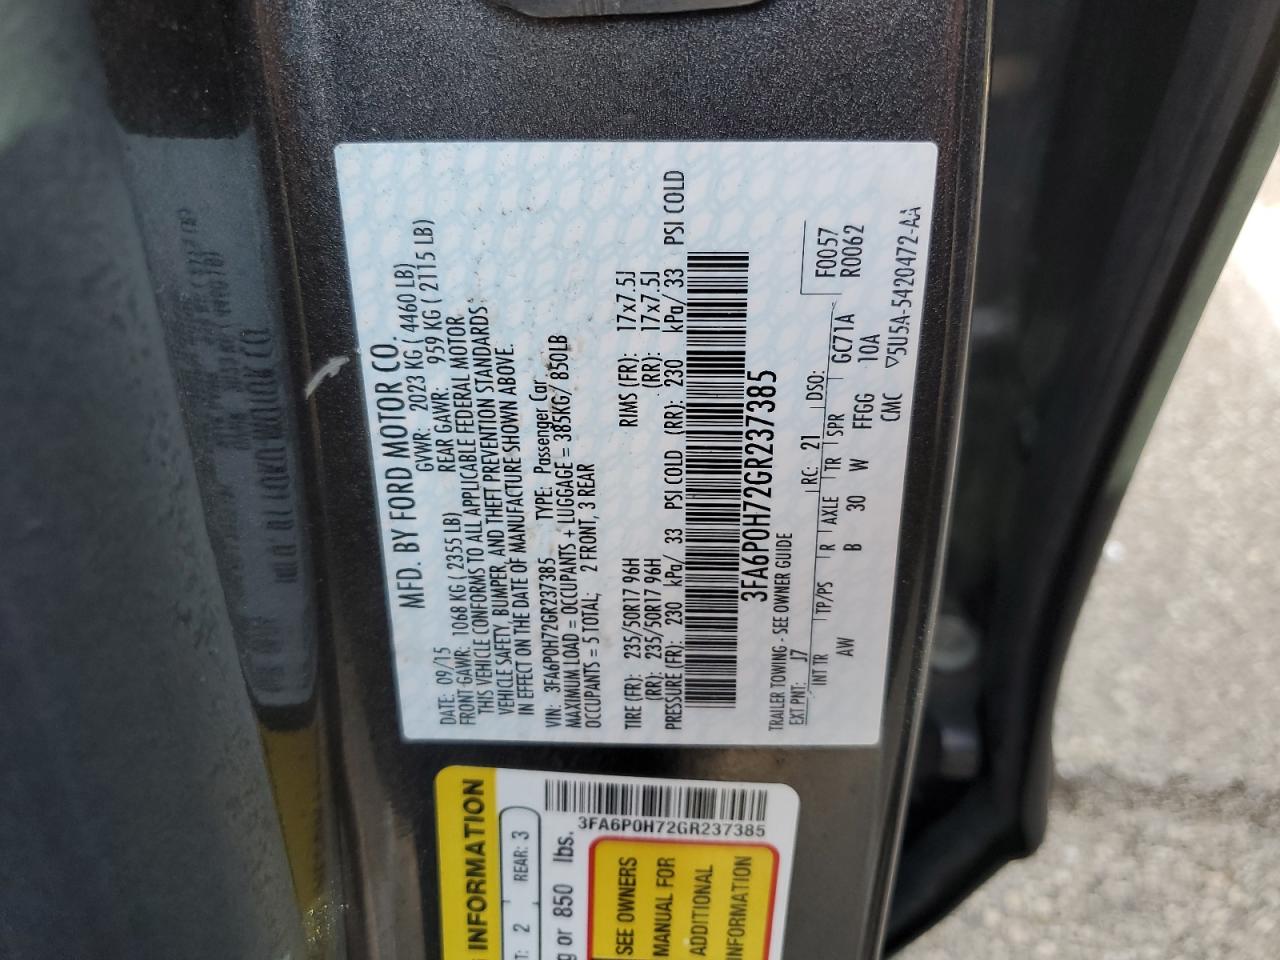 MFD. BY FORD MOTOR CO.
DATE: 09/15 GVWR: 2023 KG ( 4460 LB)
FRONT GAWR: 1068 KG ( 2355 LB) REAR GAWR: 959 KG ( 2115 LB)
THIS VEHICLE CONFORMS TO ALL APPLICABLE FEDERAL MOTOR
VEHICLE SAFETY, BUMPER, AND THEFT PREVENTION STANDARDS
IN EFFECT ON THE DATE OF MANUFACTURE SHOWN ABOVE.
VIN: 3FA6P0H72GR237385 TYPE: Passenger Car
MAXIMUM LOAD = OCCUPANTS + LUGGAGE = 385KG/ 850LB
OCCUPANTS = 5 TOTAL; 2 FRONT, 3 REAR
TIRE (FR): 235/50R17 96H RIMS (FR): 17x7.5J
(RR): 235/50R17 96H (RR): 17x7.5J
PRESSURE (FR): 230 kPa/ 33 PSI COLD (RR): 230 kPa/ 33 PSI COLD
3FA6P0H72GR237385
TRAILER TOWING - SEE OWNER GUIDE
EXT PNT: J7 RC: 21 DSO: F0057
R0062
INT TR TP/PS R AXLE TR SPR GC71A
AW B 30 W FFGG 10A
CMC ▽5U5A-5420472-AA
INFORMATION
2 REAR: 3
3FA6P0H72GR237385
or 850 lbs.
SEE OWNERS
MANUAL FOR
ADDITIONAL
INFORMATION